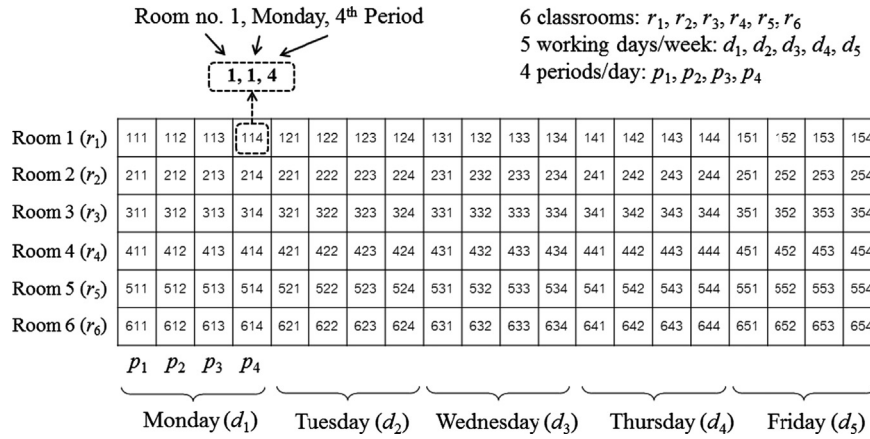 Room no. 1, Monday, 4th Period
1, 1, 4
6 classrooms: r1, r2, r3, r4, r5, r6
5 working days/week: d1, d2, d3, d4, d5
4 periods/day: p1, p2, p3, p4
Room 1 (r1) 111 112 113 114 121 122 123 124 131 132 133 134 141 142 143 144 151 152 153 154
Room 2 (r2) 211 212 213 214 221 222 223 224 231 232 233 234 241 242 243 244 251 252 253 254
Room 3 (r3) 311 312 313 314 321 322 323 324 331 332 333 334 341 342 343 344 351 352 353 354
Room 4 (r4) 411 412 413 414 421 422 423 424 431 432 433 434 441 442 443 444 451 452 453 454
Room 5 (r5) 511 512 513 514 521 522 523 524 531 532 533 534 541 542 543 544 551 552 553 554
Room 6 (r6) 611 612 613 614 621 622 623 624 631 632 633 634 641 642 643 644 651 652 653 654
p1 p2 p3 p4
Monday (d1) Tuesday (d2) Wednesday (d3) Thursday (d4) Friday (d5)